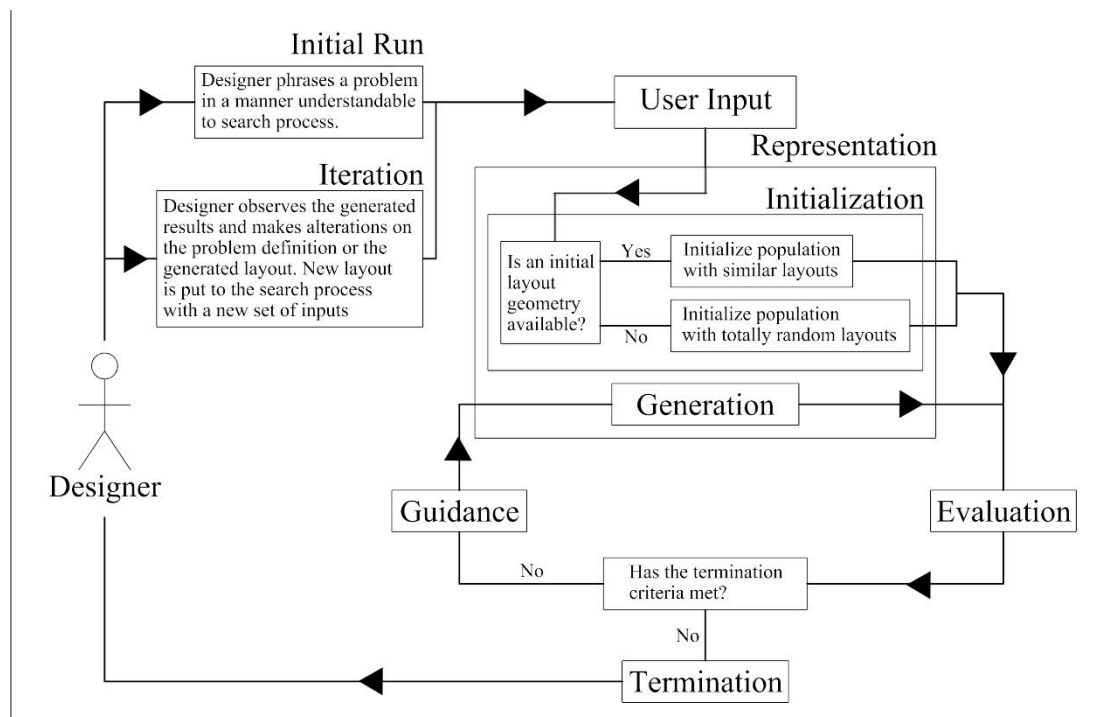 Initial Run
Designer phrases a problem
in a manner understandable
to search process.
User Input
Representation
Iteration
Designer observes the generated
results and makes alterations on
the problem definition or the
generated layout. New layout
is put to the search process
with a new set of inputs
Initialization
Is an initial
layout
geometry
available?
Yes
Initialize population
with similar layouts
No
Initialize population
with totally random layouts
Generation
Designer
Guidance
Evaluation
Has the termination
criteria met?
No
No
Termination